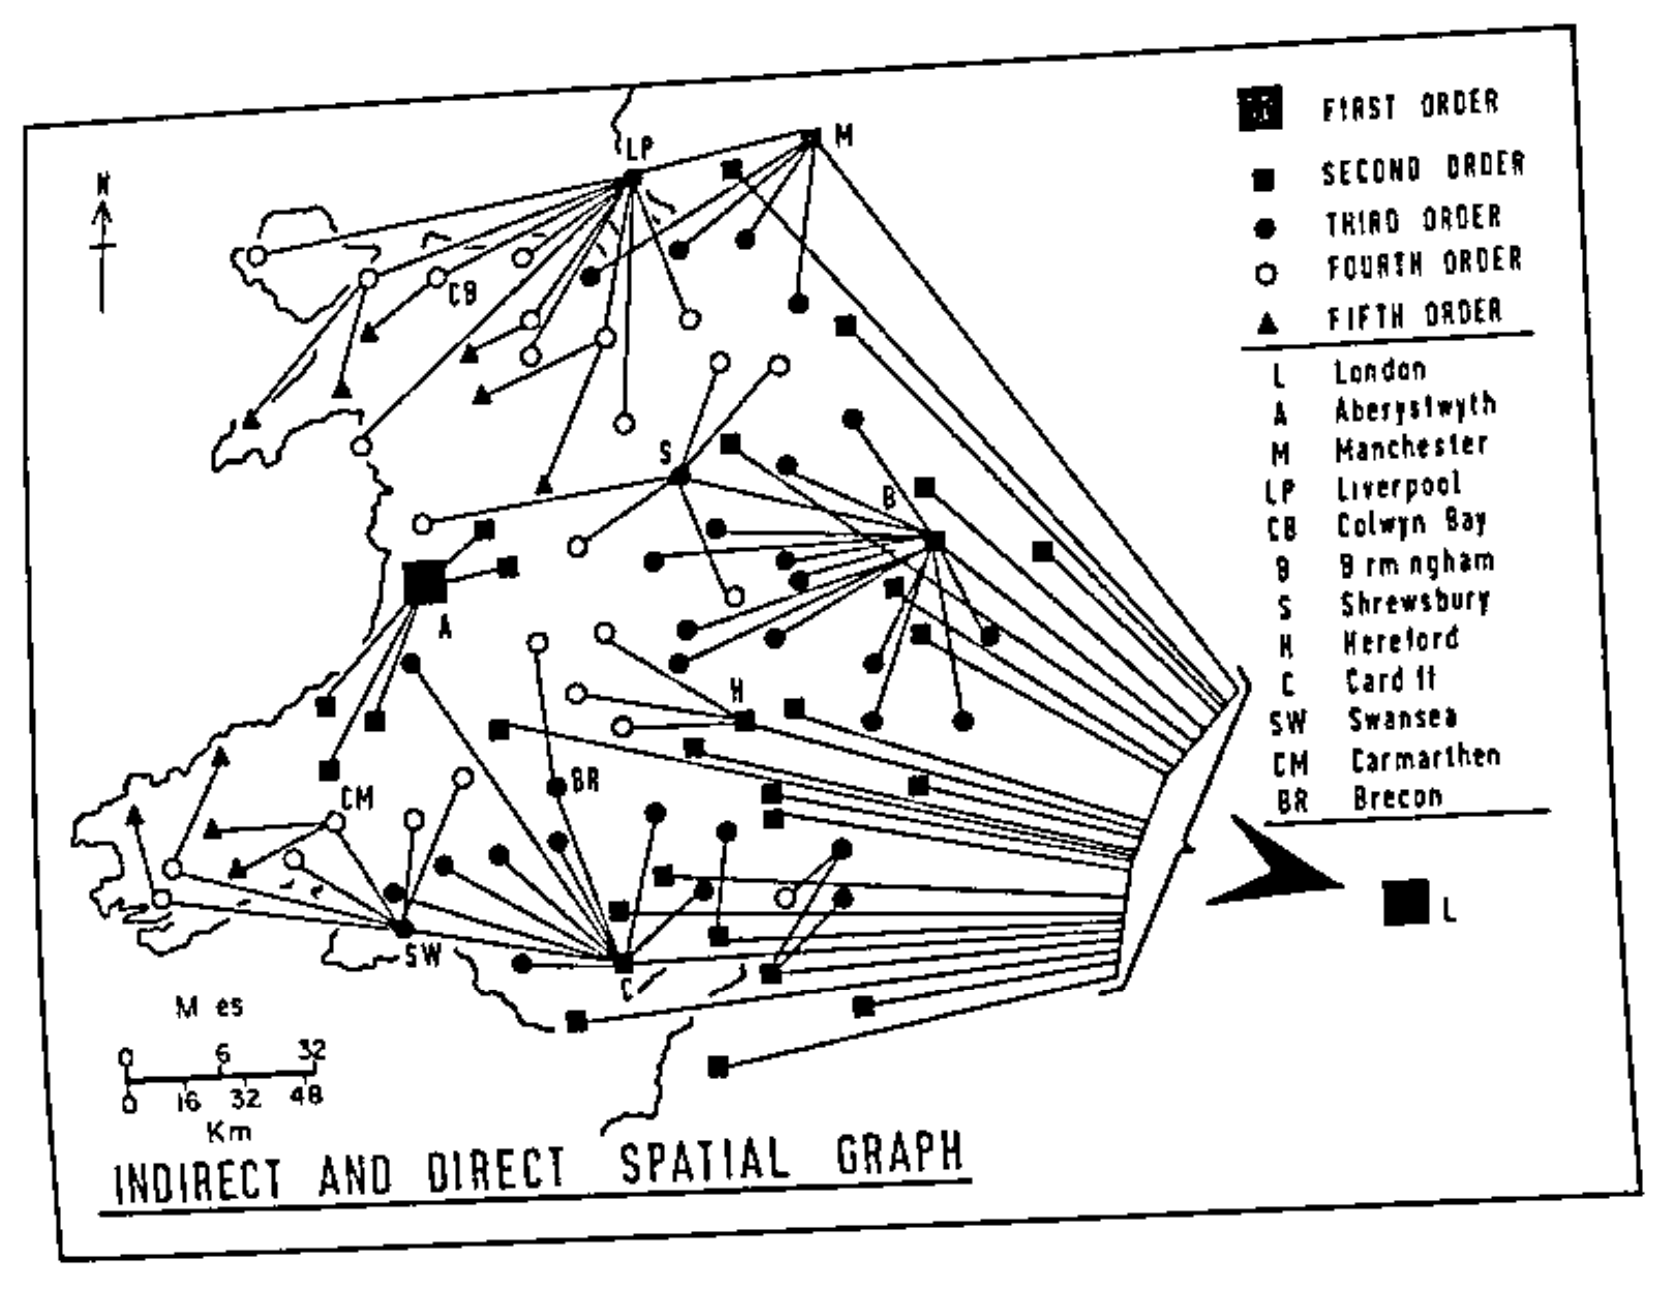 FIRST ORDER
SECOND ORDER
THIRD ORDER
FOURTH ORDER
FIFTH ORDER
L London
A Aberystwyth
M Manchester
LP Liverpool
CB Colwyn Bay
B B rm ngham
S Shrewsbury
H Hereford
C Card ff
SW Swansea
CM Carmarthen
BR Brecon
N
LP
M
CB
S
B
A
H
BR
CM
SW
C
L
M es
0 6 32
0 16 32 48
Km
INDIRECT AND DIRECT SPATIAL GRAPH